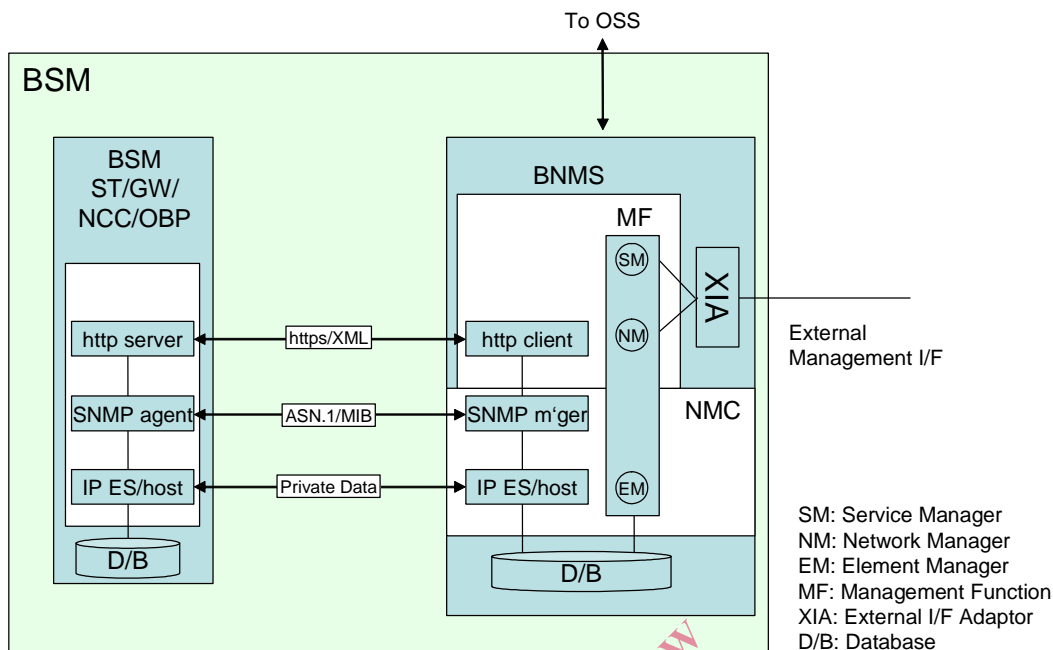 To OSS
BSM
BSM
ST/GW/
NCC/OBP
BNMS
MF
SM
XIA
http server
https/XML
http client
NM
External
Management I/F
SNMP agent
ASN.1/MIB
SNMP m‘ger
NMC
IP ES/host
Private Data
IP ES/host
EM
D/B
D/B
SM: Service Manager
NM: Network Manager
EM: Element Manager
MF: Management Function
XIA: External I/F Adaptor
D/B: Database